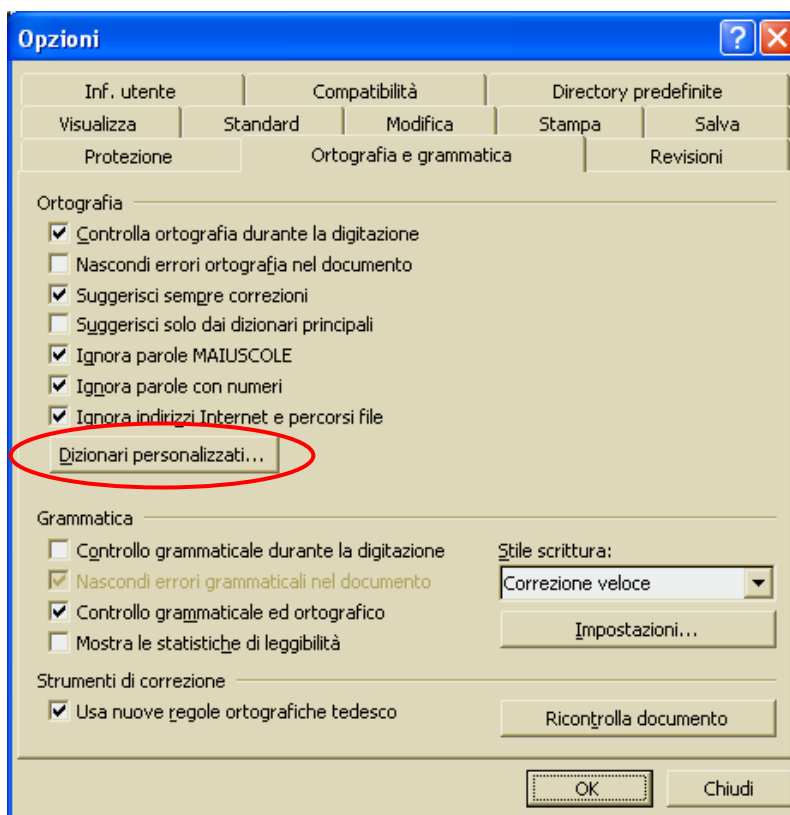 Opzioni
Inf. utente Compatibilità Directory predefinite
Visualizza Standard Modifica Stampa Salva
Protezione Ortografia e grammatica Revisioni
Ortografia
Controlla ortografia durante la digitazione
Nascondi errori ortografia nel documento
Suggerisci sempre correzioni
Suggerisci solo dai dizionari principali
Ignora parole MAIUSCOLE
Ignora parole con numeri
Ignora indirizzi Internet e percorsi file
Dizionari personalizzati...
Grammatica
Controllo grammaticale durante la digitazione Stile scrittura:
Nascondi errori grammaticali nel documento Correzione veloce
Controllo grammaticale ed ortografico Impostazioni...
Mostra le statistiche di leggibilità
Strumenti di correzione
Usa nuove regole ortografiche tedesco Ricontrolla documento
OK Chiudi